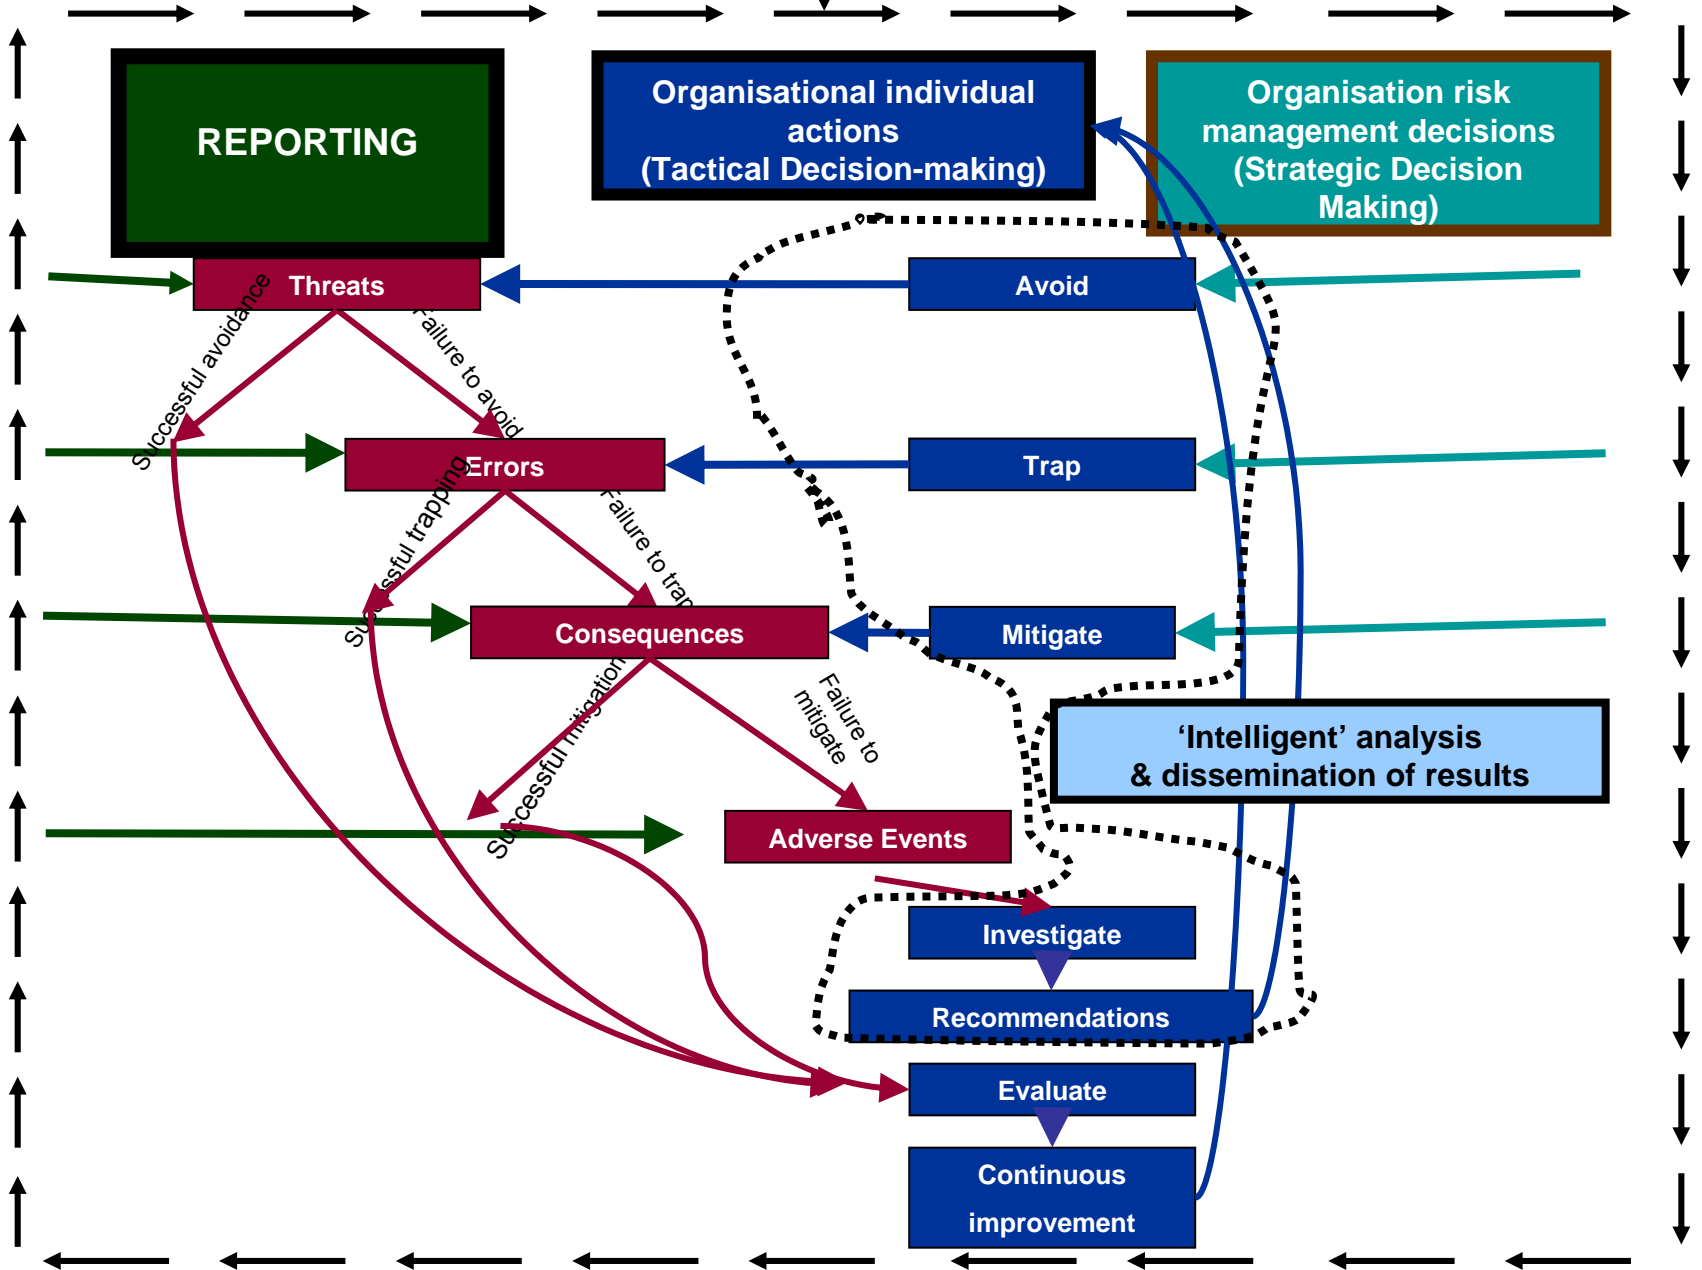 REPORTING
Organisational individual
actions
(Tactical Decision-making)
Organisation risk
management decisions
(Strategic Decision
Making)
Threats
Avoid
Successful avoidance
Failure to avoid
Errors
Trap
Successful trapping
Failure to trap
Consequences
Mitigate
Successful mitigation
Failure to
mitigate
‘Intelligent’ analysis
& dissemination of results
Adverse Events
Investigate
Recommendations
Evaluate
Continuous
improvement